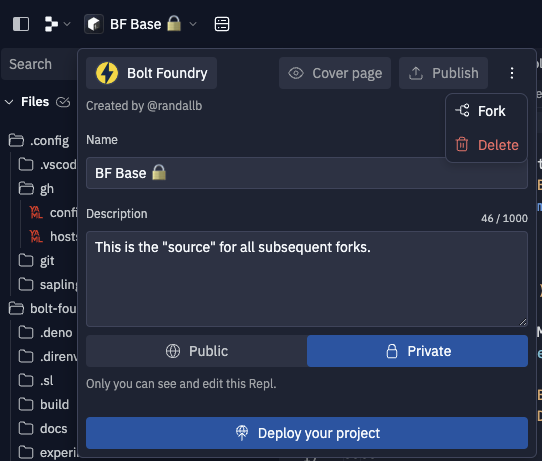 BF Base 🔒
Search
Bolt Foundry
Cover page
Publish
Files
Created by @randallb
Fork
Delete
Name
BF Base 🔒
.config
.vscod
gh
confi
hosts
git
sapling
bolt-fou
.deno
.direnv
.sl
build
docs
experi
Description
46 / 1000
This is the "source" for all subsequent forks.
Public
Private
Only you can see and edit this Repl.
Deploy your project